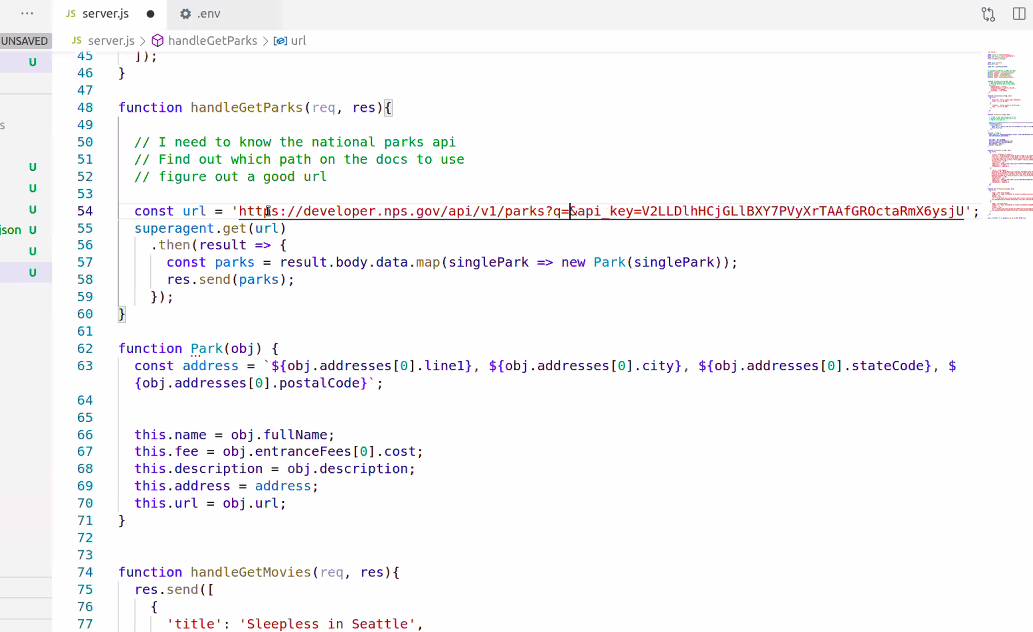 ··· JS server.js ● .env
UNSAVED JS server.js > handleGetParks > url
U
s
U
U
U
json U
U
U
45 ]);
46 }
47
48 function handleGetParks(req, res){
49
50 // I need to know the national parks api
51 // Find out which path on the docs to use
52 // figure out a good url
53
54 const url = 'https://developer.nps.gov/api/v1/parks?q=&api_key=V2LLDlhHCjGLlBXY7PVyXrTAAfGROctaRmX6ysjU';
55 superagent.get(url)
56 .then(result => {
57 const parks = result.body.data.map(singlePark => new Park(singlePark));
58 res.send(parks);
59 });
60 }
61
62 function Park(obj) {
63 const address = `${obj.addresses[0].line1}, ${obj.addresses[0].city}, ${obj.addresses[0].stateCode}, $
{obj.addresses[0].postalCode}`;
64
65
66 this.name = obj.fullName;
67 this.fee = obj.entranceFees[0].cost;
68 this.description = obj.description;
69 this.address = address;
70 this.url = obj.url;
71 }
72
73
74 function handleGetMovies(req, res){
75 res.send([
76 {
77 'title': 'Sleepless in Seattle',